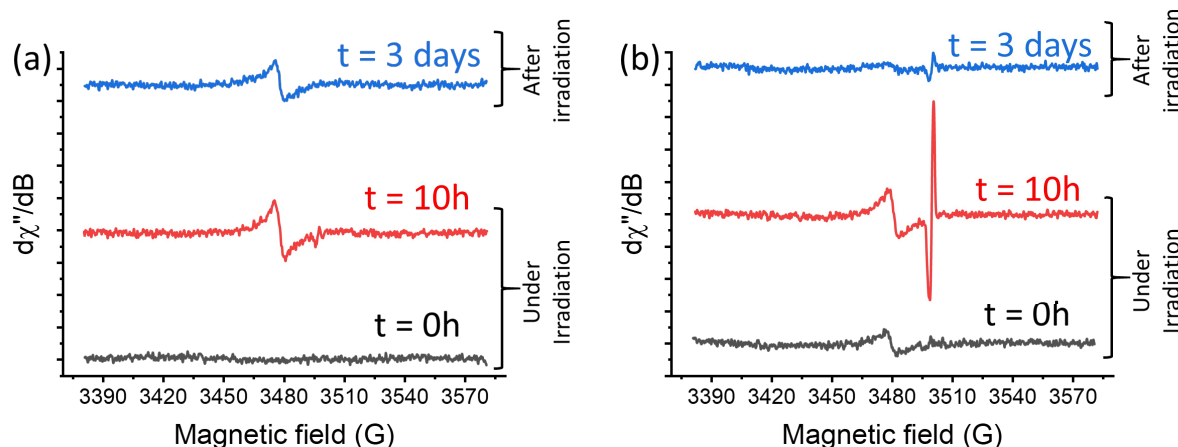 (a)
t = 3 days
After
irradiation
t = 10h
t = 0h
Under
Irradiation
dχ"/dB
3390 3420 3450 3480 3510 3540 3570
Magnetic field (G)
(b)
t = 3 days
After
irradiation
t = 10h
t = 0h
Under
Irradiation
dχ"/dB
3390 3420 3450 3480 3510 3540 3570
Magnetic field (G)